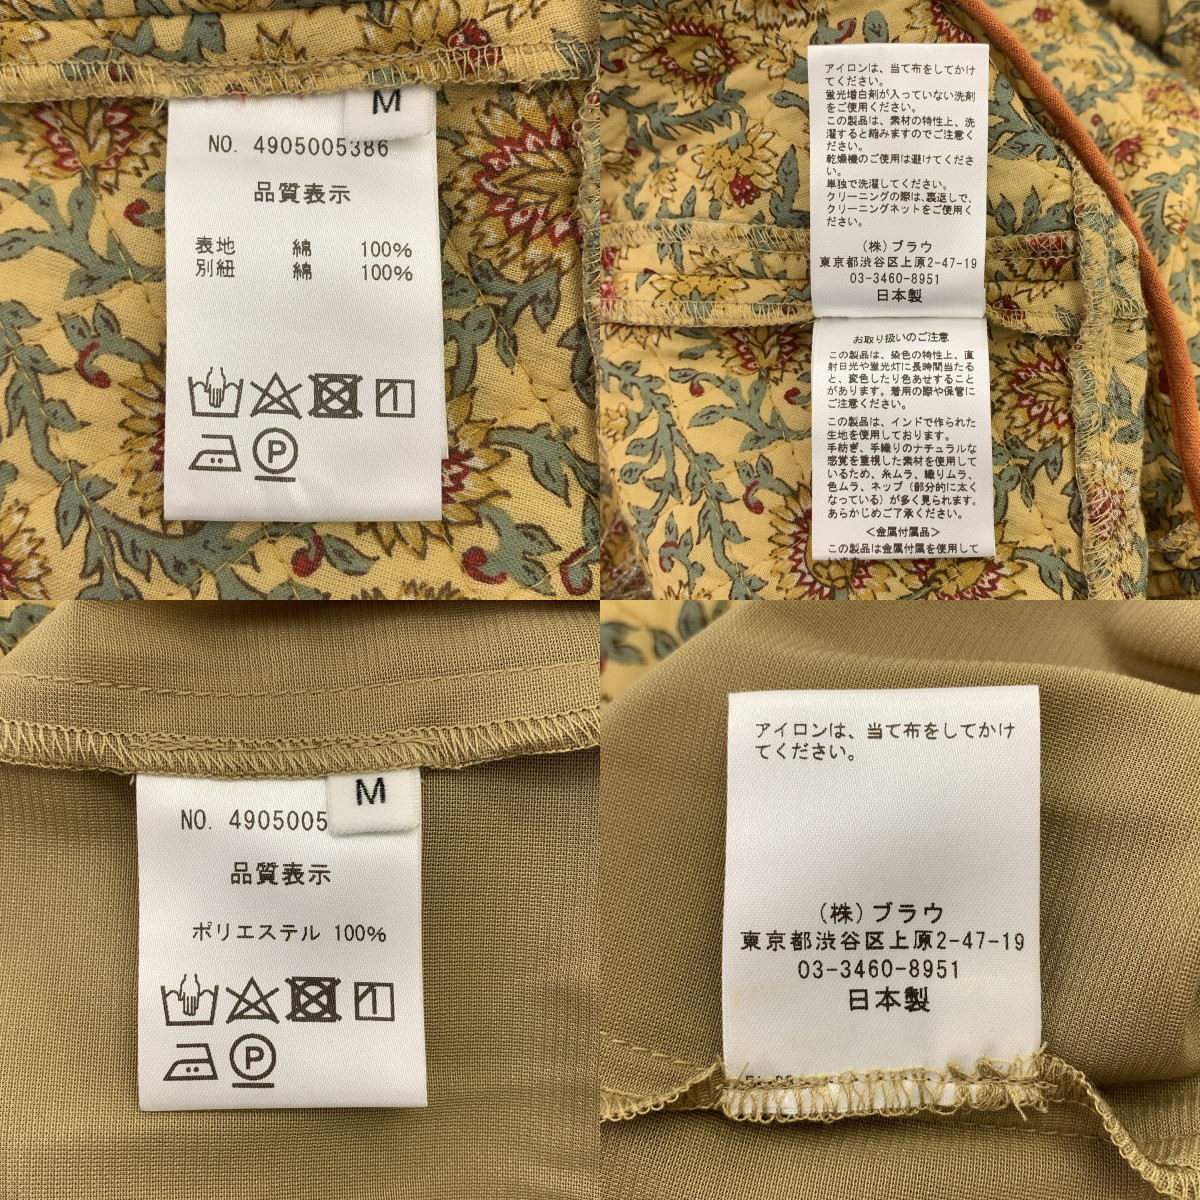 M
NO. 4905005386
品質表示
表地 綿 100%
別紐 綿 100%
P
アイロンは、当て布をしてかけ
てください。
蛍光増白剤が入っていない洗剤
をご使用ください。
この製品は、素材の特性上、洗
濯すると縮みますのでご注意く
ださい。
乾燥機のご使用は避けてくださ
い。
単独で洗濯してください。
クリーニングの際は、裏返しで、
クリーニングネットをご使用く
ださい。
(株)ブラウ
東京都渋谷区上原2-47-19
03-3460-8951
日本製
お取り扱いのご注意
この製品は、染色の特性上、直
射日光や蛍光灯に長時間当たる
と、変色したり色あせすること
があります。着用の際や保管に
ご注意ください。
この製品は、インドで作られた
生地を使用しております。
手紡ぎ、手織りのナチュラルな
感覚を重視した素材を使用して
いるため、糸ムラ、織りムラ、
色ムラ、ネップ(部分的に太く
なっている)が多く見られます。
あらかじめご了承ください。
<金属付属品>
この製品は金属付属を使用して
M
NO. 4905005
品質表示
ポリエステル 100%
P
アイロンは、当て布をしてかけ
てください。
(株)ブラウ
東京都渋谷区上原2-47-19
03-3460-8951
日本製